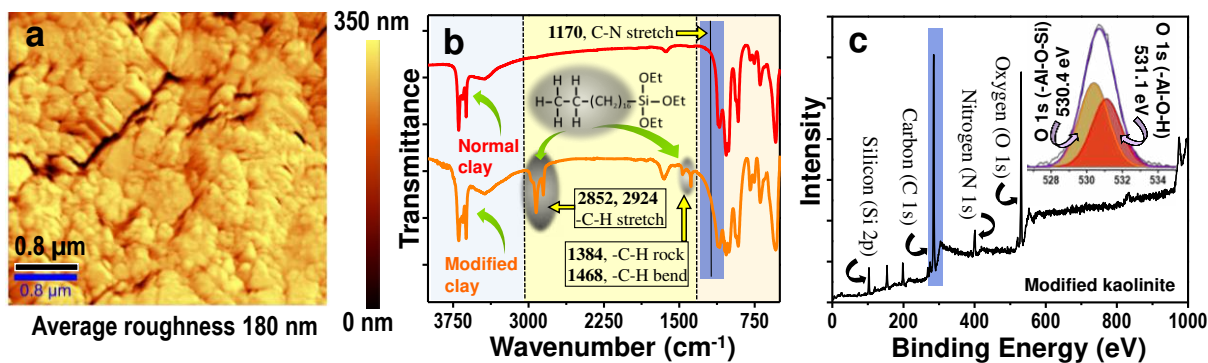 a
350 nm
0.8 µm
0.8 µm
0 nm
Average roughness 180 nm
b
1170, C-N stretch
H H OEt
H-C-C-(CH2) -Si-OEt
H H OEt
Normal
clay
2852, 2924
-C-H stretch
1384, -C-H rock
1468, -C-H bend
Modified
clay
Transmittance
3750 3000 2250 1500 750
Wavenumber (cm-1)
c
Intensity
Silicon (Si 2p)
Carbon (C 1s)
Nitrogen (N 1s)
Oxygen (O 1s)
O 1s (-Al-O-Si)
530.4 eV
O 1s (-Al-O-H)
531.1 eV
528 530 532 534
Modified kaolinite
0 200 400 600 800 1000
Binding Energy (eV)